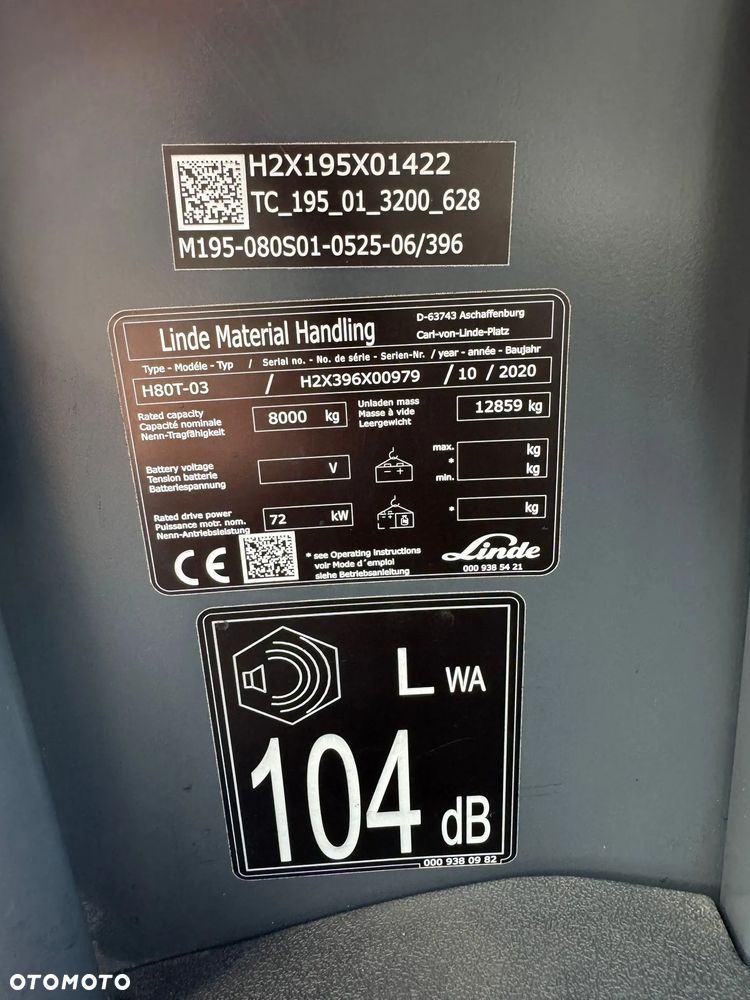 H2X195X01422
TC_195_01_3200_628
M195-080S01-0525-06/396
Linde Material Handling
D-63743 Aschaffenburg
Carl-von-Linde-Platz
Type - Modéle - Typ / Serial no. - No. de série - Serien-Nr. / year - année - Baujahr
H80T-03 / H2X396X00979 / 10 / 2020
Rated capacity
Capacité nominale
Nenn-Tragfähigkeit
8000 kg
Unladen mass
Masse à vide
Leergewicht
12859 kg
Battery voltage
Tension batterie
Batteriespannung
V
max. kg
*
min. kg
Rated drive power
Puissance motr. nom.
Nenn-Antriebsleistung
72 kW
* kg
CE
* see Operating instructions
voir Mode d´emploi
siehe Betriebsanleitung
Linde
000 938 54 21
L WA
104 dB
000 938 09 82
OTOMOTO